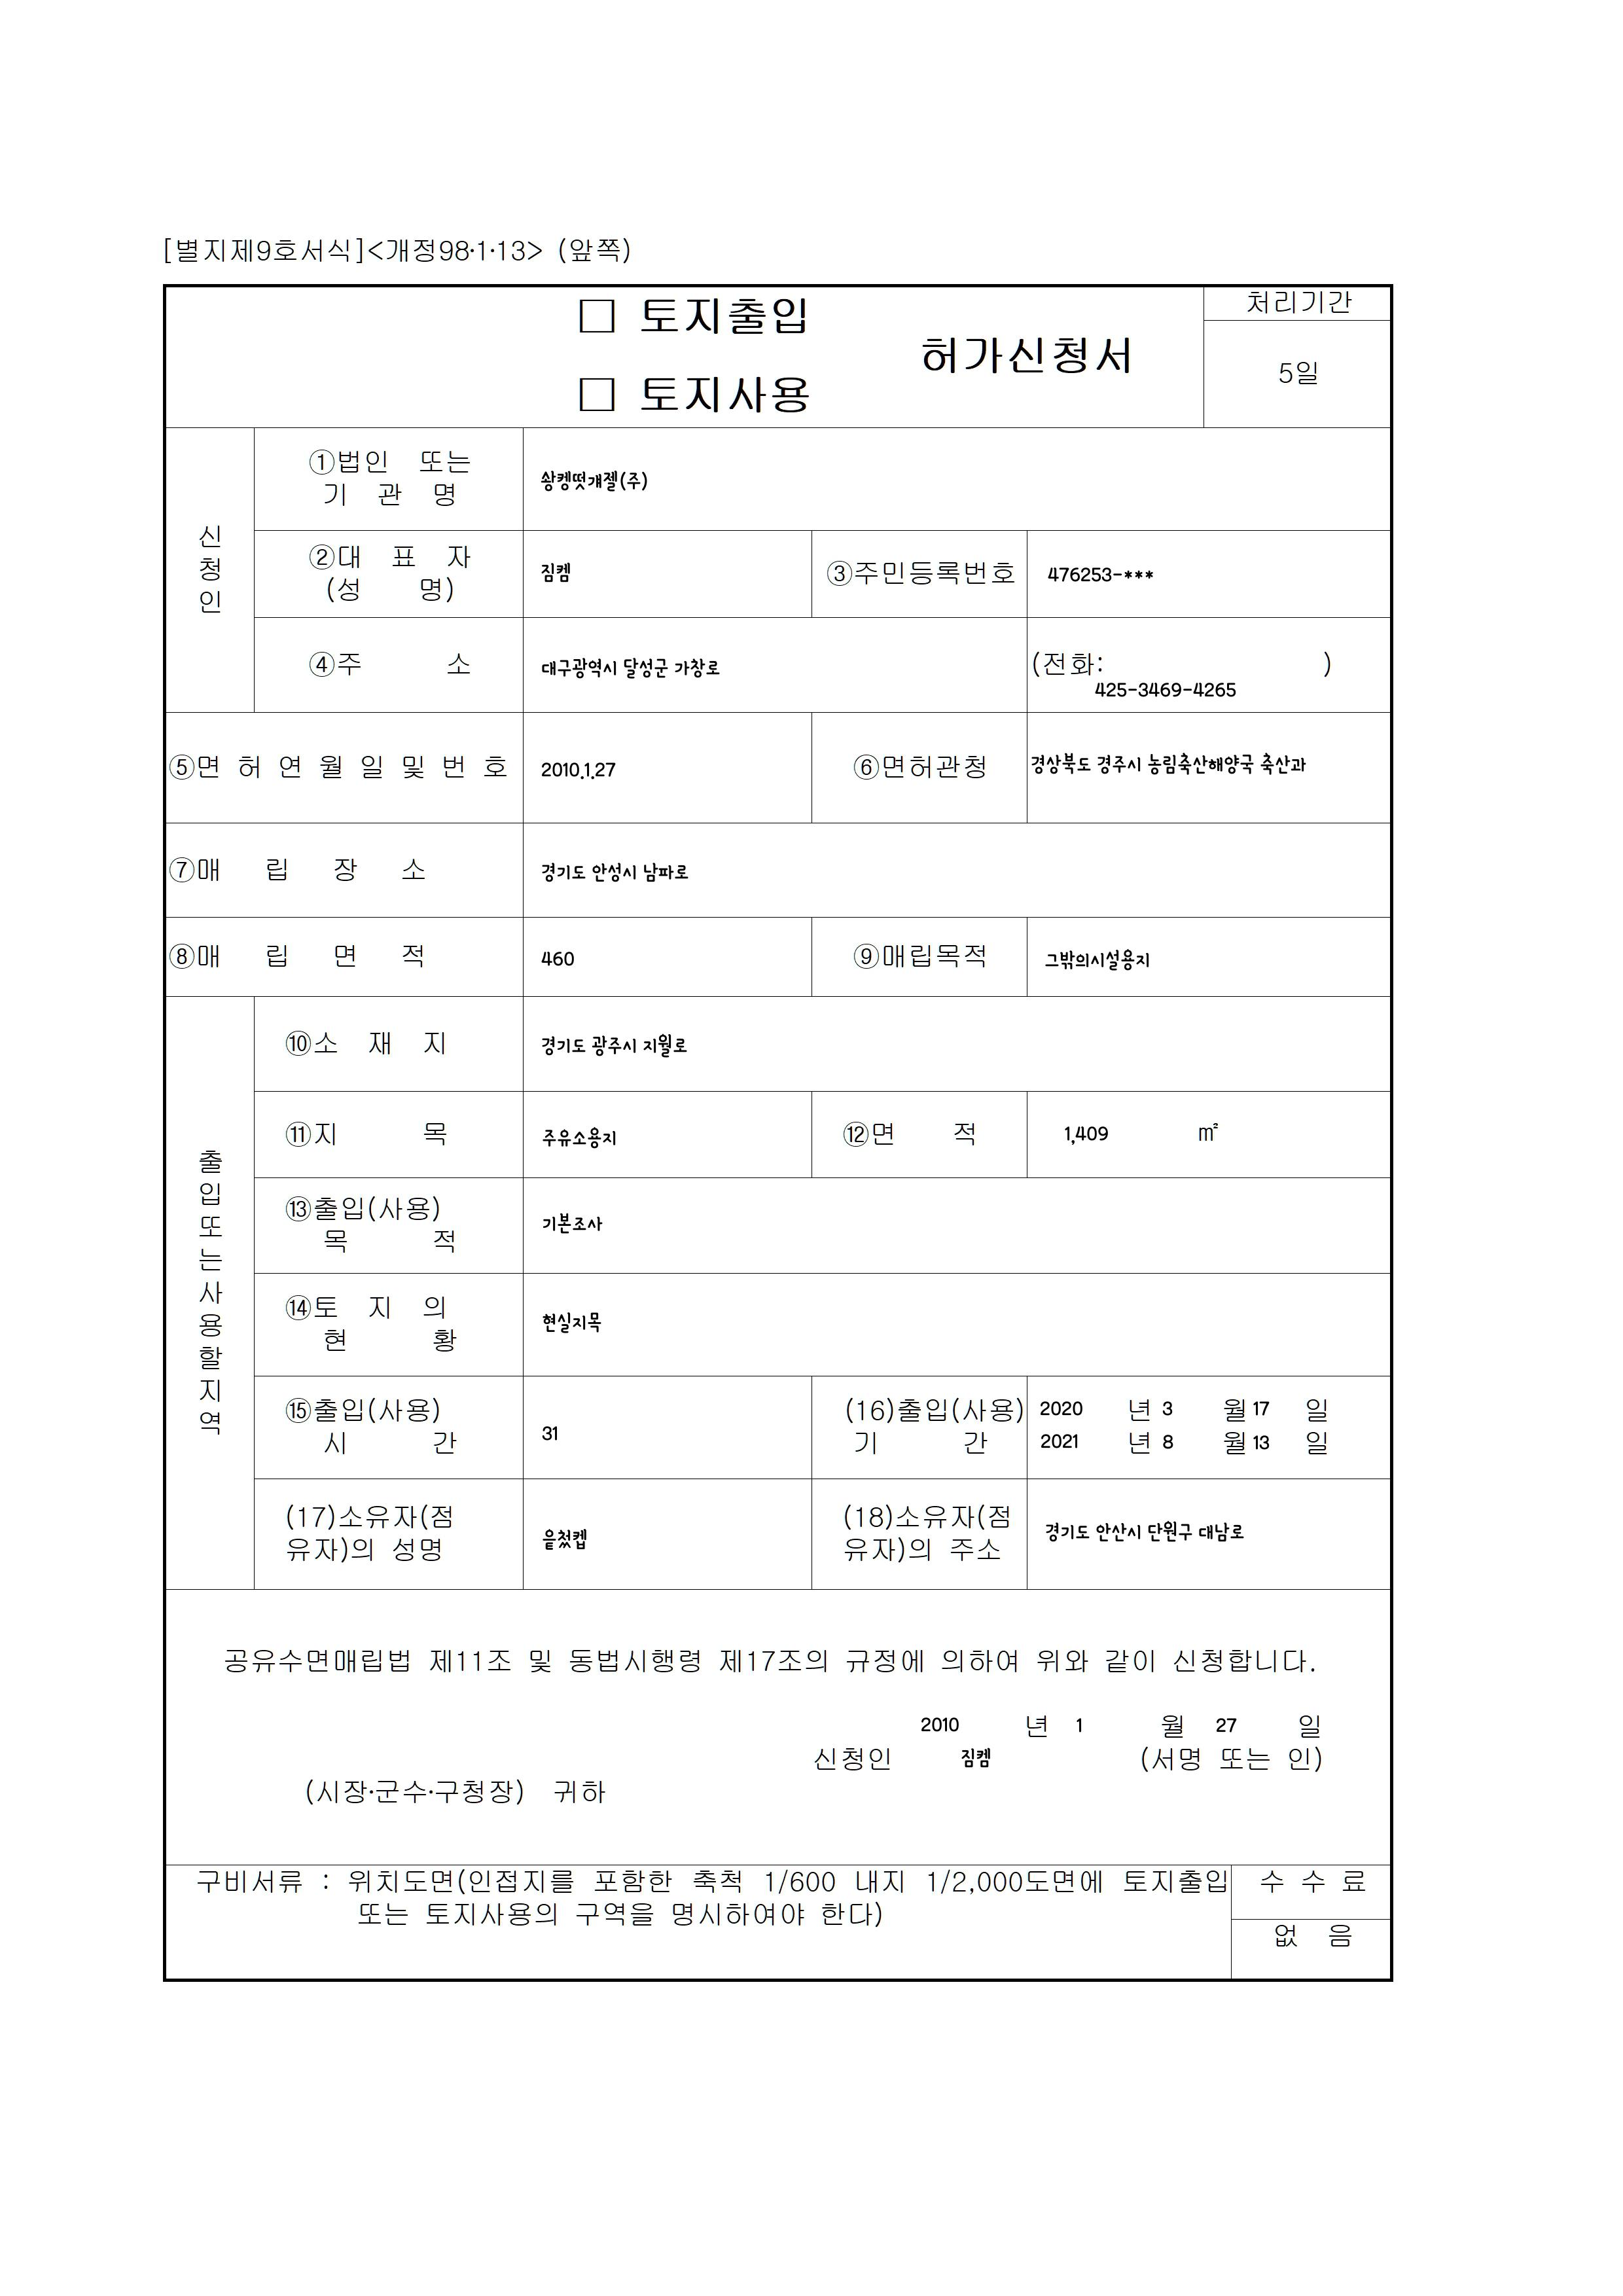 [별지제9호서식]<개정98·1·13> (앞쪽)
□ 토지출입
□ 토지사용
허가신청서
처리기간
5일
신청인
①법인 또는
기 관 명
(주)
②대 표 자
(성 명)
짐켐
③주민등록번호
476253-***
④주 소
대구광역시 달성군 가창로
(전화: )
425-3469-4265
⑤면 허 연 월 일 및 번 호
2010.1.27
⑥면허관청
경상북도 경주시 농림축산해양국 축산과
⑦매 립 장 소
경기도 안성시 남파로
⑧매 립 면 적
460
⑨매립목적
그밖의시설용지
출입또는사용할지역
⑩소 재 지
경기도 광주시 지월로
⑪지 목
주유소용지
⑫면 적
1,409 ㎡
⑬출입(사용)
목 적
기본조사
⑭토 지 의
현 황
현실지목
⑮출입(사용)
시 간
31
(16)출입(사용)
기 간
2020 년 3 월 17 일
2021 년 8 월 13 일
(17)소유자(점
유자)의 성명
(18)소유자(점
유자)의 주소
경기도 안산시 단원구 대남로
공유수면매립법 제11조 및 동법시행령 제17조의 규정에 의하여 위와 같이 신청합니다.
2010 년 1 월 27 일
신청인 짐켐 (서명 또는 인)
(시장·군수·구청장) 귀하
구비서류 : 위치도면(인접지를 포함한 축척 1/600 내지 1/2,000도면에 토지출입
또는 토지사용의 구역을 명시하여야 한다)
수 수 료
없 음